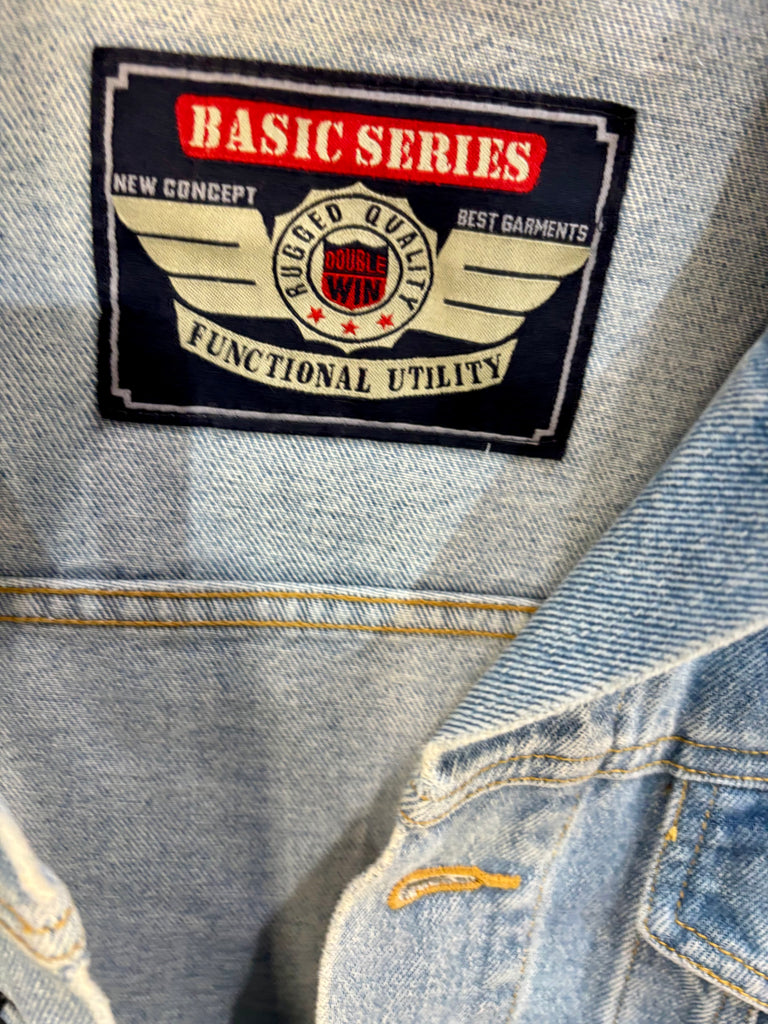 BASIC SERIES
NEW CONCEPT
BEST GARMENTS
RUGGED QUALITY
DOUBLE
WIN
FUNCTIONAL UTILITY